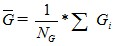 G̅ = 1/N_G * ∑ G_i